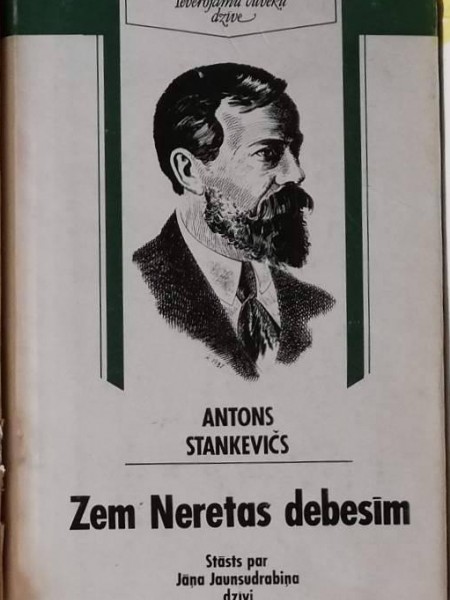 Ievērojamu cilvēku
dzīve
ANTONS
STANKEVIČS
Zem Neretas debesīm
Stāsts par
Jāņa Jaunsudrabiņa
dzīvi